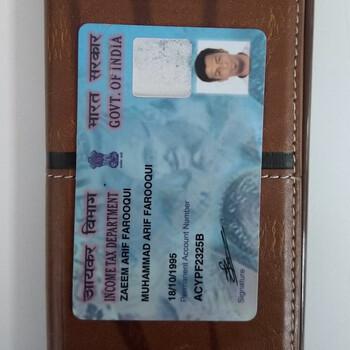 आयकर विभाग
INCOME TAX DEPARTMENT
भारत सरकार
GOVT. OF INDIA
ZAEEM ARIF FAROOQUI
MUHAMMAD ARIF FAROOQUI
18/10/1995
Permanent Account Number
ACYPF2325B
Signature